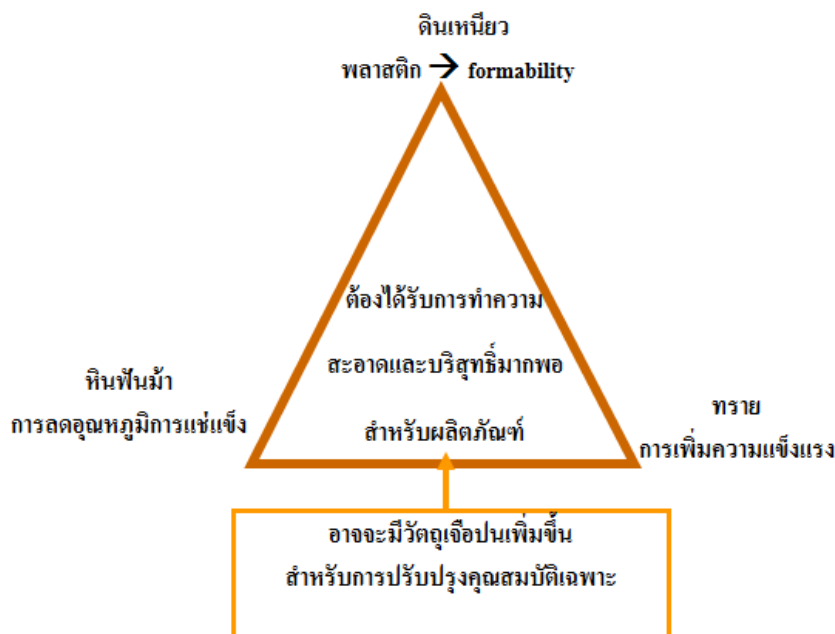 ดินเหนียว
พลาสติก → formability
ต้องได้รับการทำความ
สะอาดและบริสุทธิ์มากพอ
สำหรับผลิตภัณฑ์
หินฟันม้า
การลดอุณหภูมิการแช่แข็ง
ทราย
การเพิ่มความแข็งแรง
อาจจะมีวัตถุเจือปนเพิ่มขึ้น
สำหรับการปรับปรุงคุณสมบัติเฉพาะ